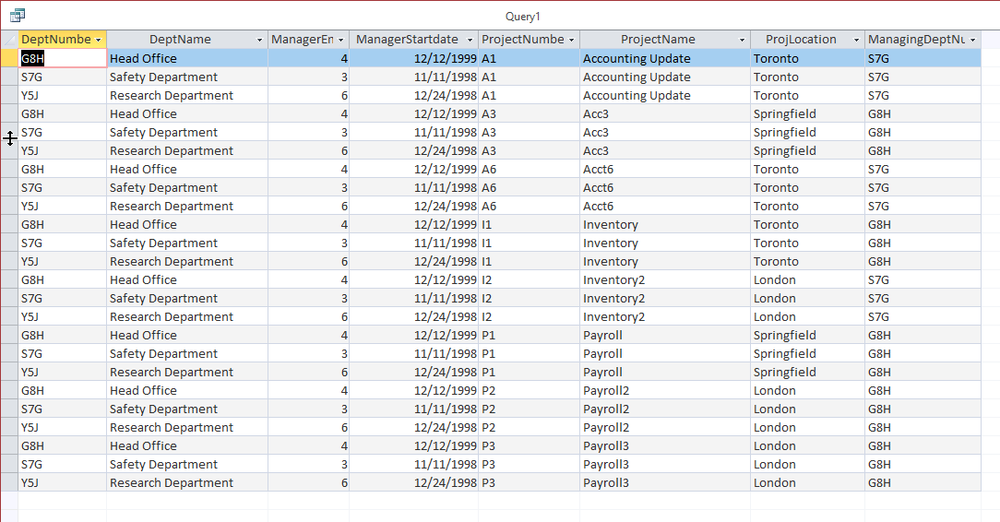 Query1
DeptNumbe DeptName ManagerEn ManagerStartdate ProjectNumbe ProjectName ProjLocation ManagingDeptNu
G8H Head Office 4 12/12/1999 A1 Accounting Update Toronto S7G
S7G Safety Department 3 11/11/1998 A1 Accounting Update Toronto S7G
Y5J Research Department 6 12/24/1998 A1 Accounting Update Toronto S7G
G8H Head Office 4 12/12/1999 A3 Acc3 Springfield G8H
S7G Safety Department 3 11/11/1998 A3 Acc3 Springfield G8H
Y5J Research Department 6 12/24/1998 A3 Acc3 Springfield G8H
G8H Head Office 4 12/12/1999 A6 Acct6 Toronto S7G
S7G Safety Department 3 11/11/1998 A6 Acct6 Toronto S7G
Y5J Research Department 6 12/24/1998 A6 Acct6 Toronto S7G
G8H Head Office 4 12/12/1999 I1 Inventory Toronto G8H
S7G Safety Department 3 11/11/1998 I1 Inventory Toronto G8H
Y5J Research Department 6 12/24/1998 I1 Inventory Toronto G8H
G8H Head Office 4 12/12/1999 I2 Inventory2 London S7G
S7G Safety Department 3 11/11/1998 I2 Inventory2 London S7G
Y5J Research Department 6 12/24/1998 I2 Inventory2 London S7G
G8H Head Office 4 12/12/1999 P1 Payroll Springfield G8H
S7G Safety Department 3 11/11/1998 P1 Payroll Springfield G8H
Y5J Research Department 6 12/24/1998 P1 Payroll Springfield G8H
G8H Head Office 4 12/12/1999 P2 Payroll2 London G8H
S7G Safety Department 3 11/11/1998 P2 Payroll2 London G8H
Y5J Research Department 6 12/24/1998 P2 Payroll2 London G8H
G8H Head Office 4 12/12/1999 P3 Payroll3 London G8H
S7G Safety Department 3 11/11/1998 P3 Payroll3 London G8H
Y5J Research Department 6 12/24/1998 P3 Payroll3 London G8H